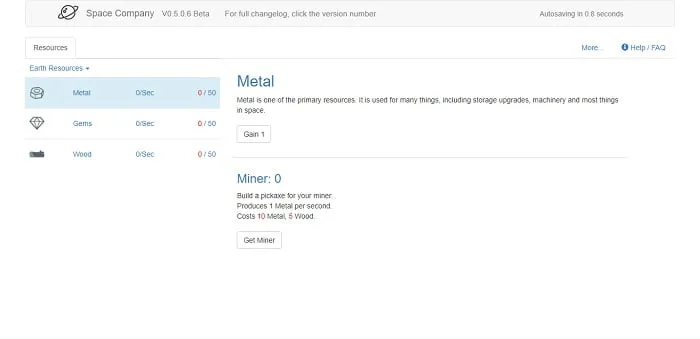 Space Company V0.5.0.6 Beta For full changelog, click the version number Autosaving in 0.8 seconds
Resources More... Help / FAQ
Earth Resources
Metal 0/Sec 0 / 50
Gems 0/Sec 0 / 50
Wood 0/Sec 0 / 50
Metal
Metal is one of the primary resources. It is used for many things, including storage upgrades, machinery and most things
in space.
Gain 1
Miner: 0
Build a pickaxe for your miner.
Produces 1 Metal per second.
Costs 10 Metal, 5 Wood.
Get Miner